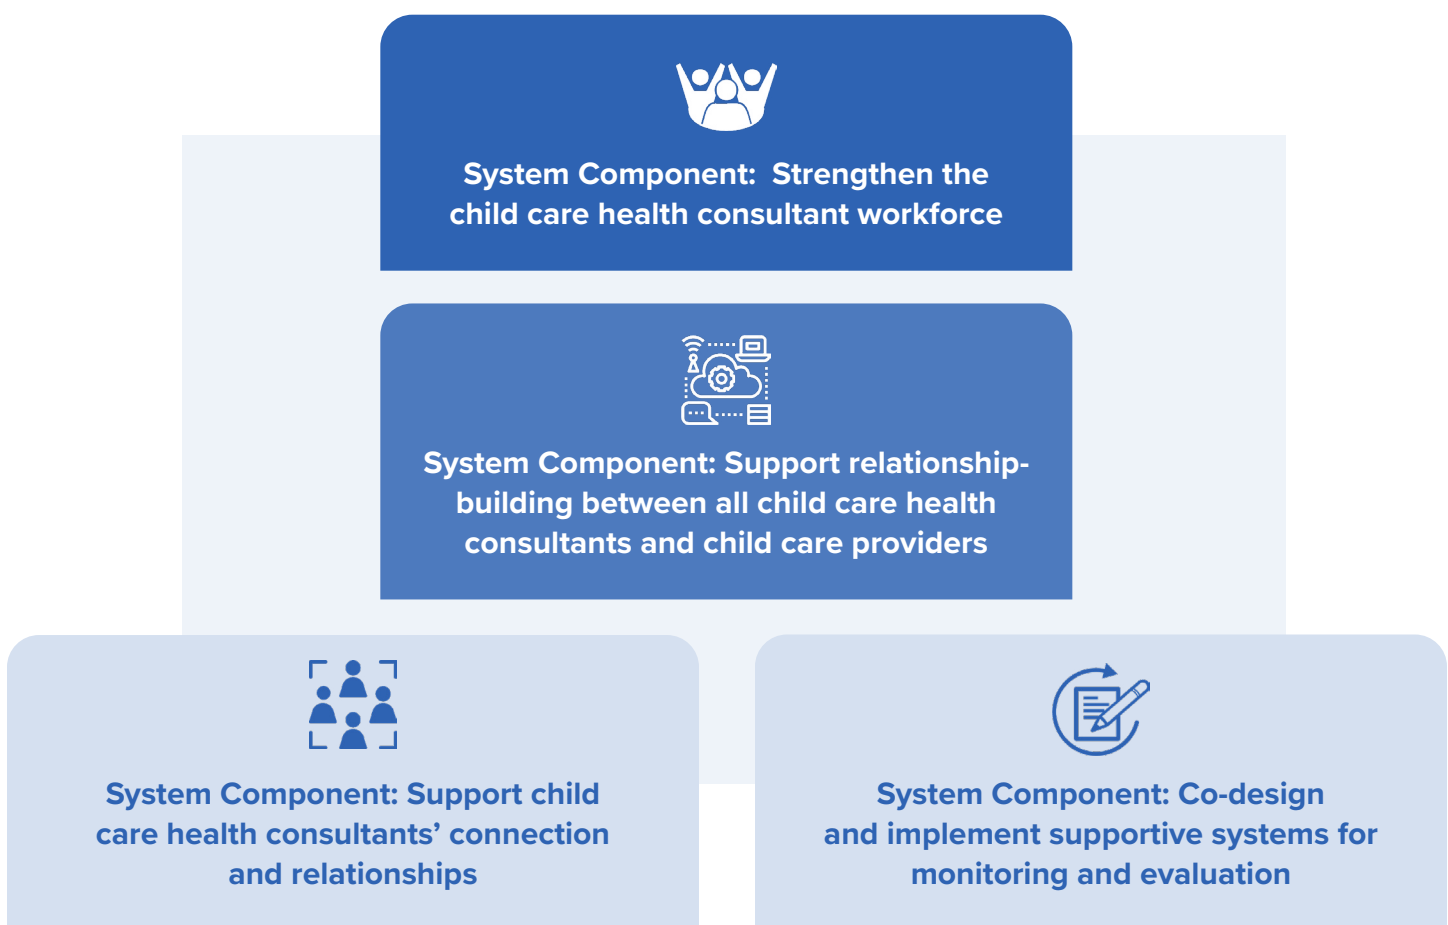 System Component:  Strengthen the
child care health consultant workforce
System Component: Support relationship-
building between all child care health
consultants and child care providers
System Component: Support child
care health consultants’ connection
and relationships
System Component: Co-design
and implement supportive systems for
monitoring and evaluation